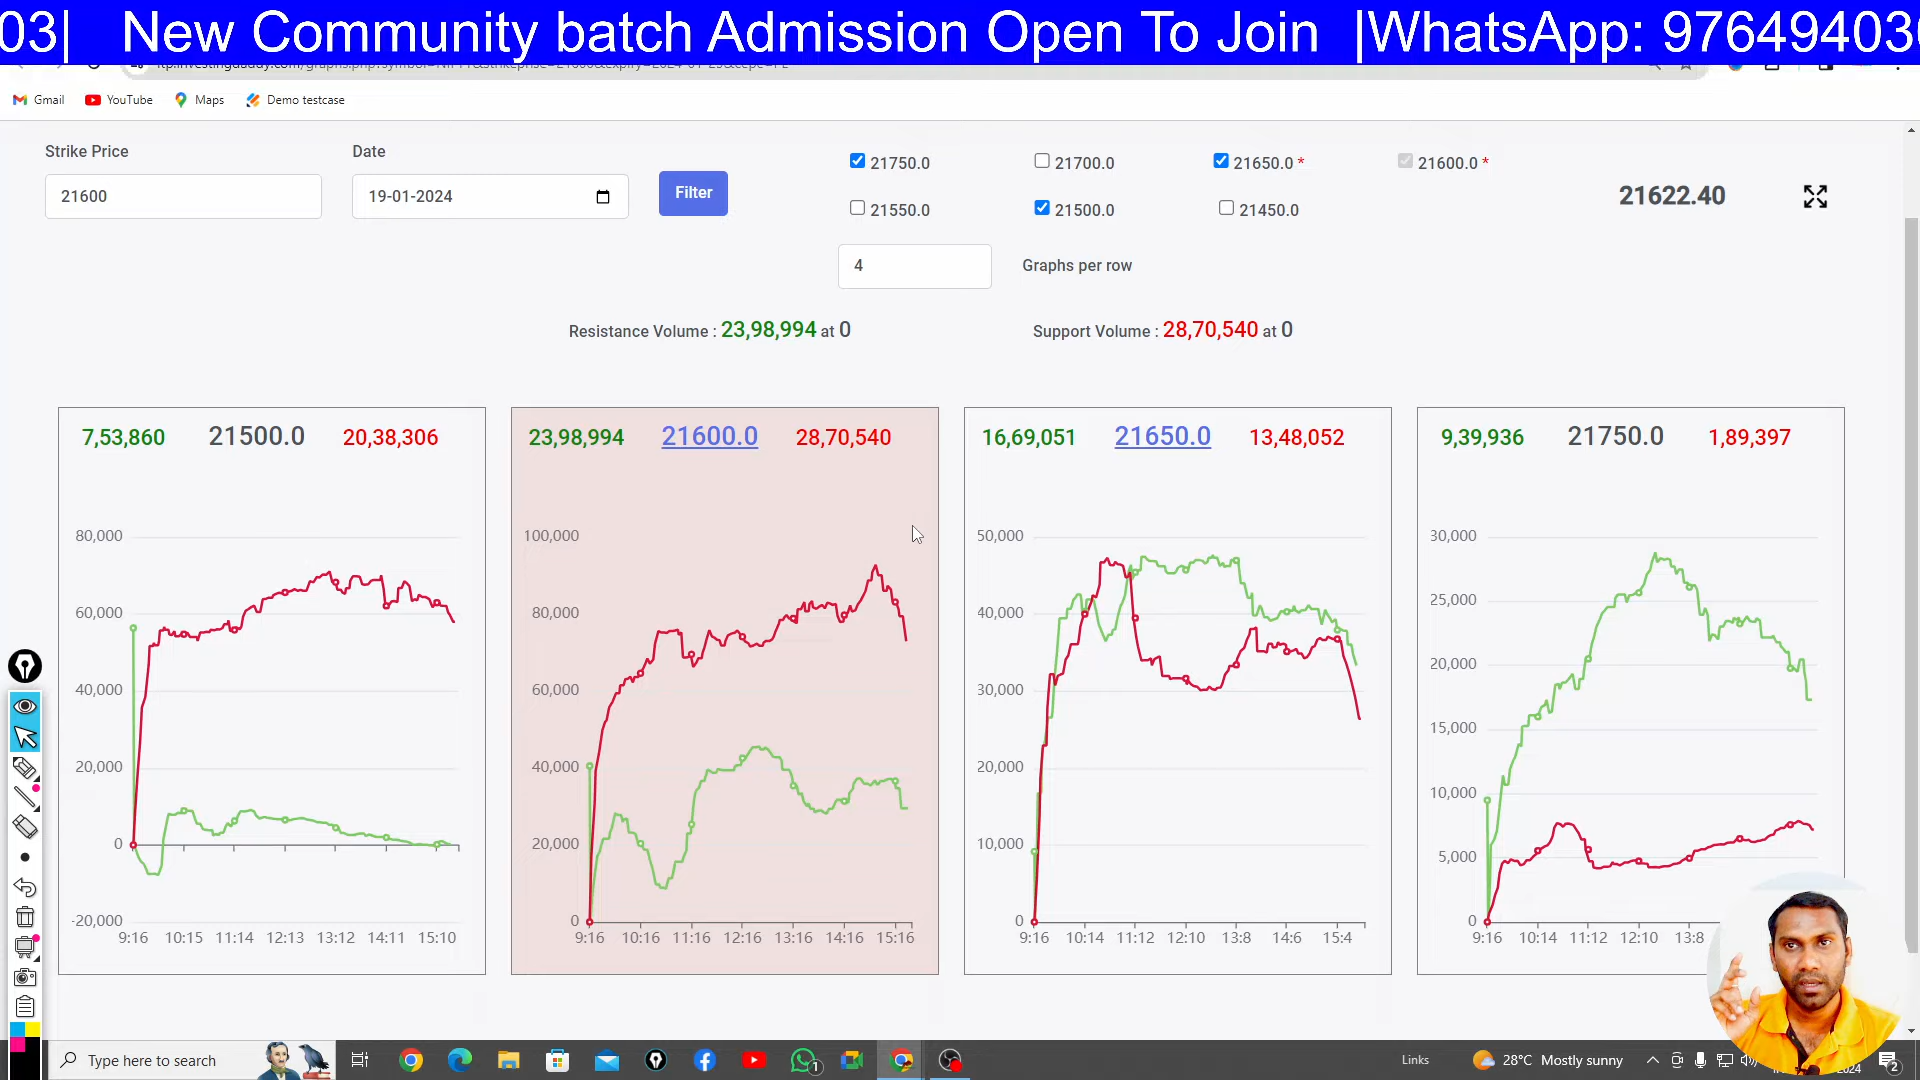 03|   New Community batch Admission Open To Join  |WhatsApp: 976494030
Gmail YouTube Maps Demo testcase
Strike Price Date
21600 19-01-2024 Filter
21750.0 21700.0 21650.0 * 21600.0 *
21550.0 21500.0 21450.0
21622.40
4 Graphs per row
Resistance Volume : 23,98,994 at 0 Support Volume : 28,70,540 at 0
7,53,860 21500.0 20,38,306
80,000
60,000
40,000
20,000
0
-20,000
9:16 10:15 11:14 12:13 13:12 14:11 15:10
23,98,994 21600.0 28,70,540
100,000
80,000
60,000
40,000
20,000
0
9:16 10:16 11:16 12:16 13:16 14:16 15:16
16,69,051 21650.0 13,48,052
50,000
40,000
30,000
20,000
10,000
0
9:16 10:14 11:12 12:10 13:8 14:6 15:4
9,39,936 21750.0 1,89,397
30,000
25,000
20,000
15,000
10,000
5,000
0
9:16 10:14 11:12 12:10 13:8
Type here to search 1 Links 28°C Mostly sunny 2024 2